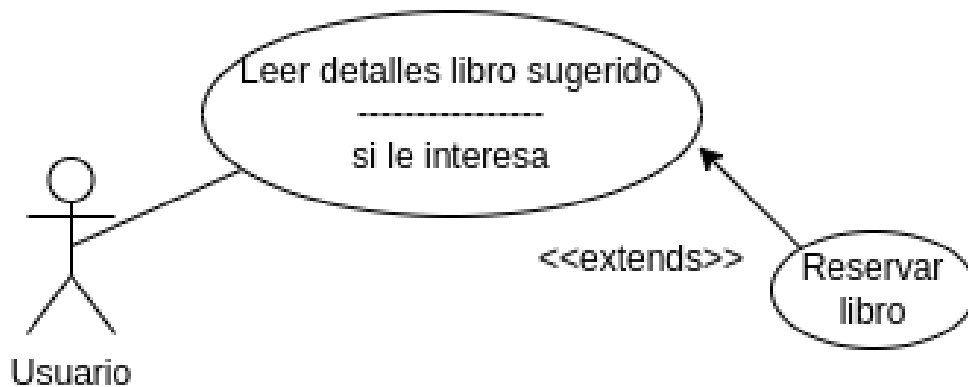 Leer detalles libro sugerido
----------------
si le interesa
<<extends>>
Reservar
libro
Usuario